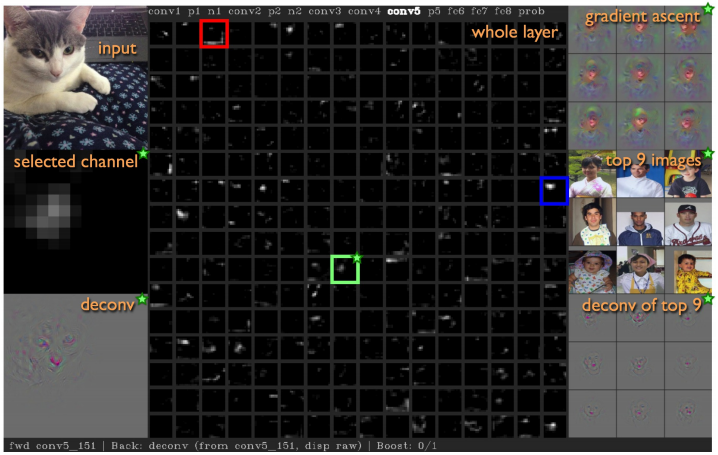 conv1 p1 n1 conv2 p2 n2 conv3 conv4 conv5 p5 fc6 fc7 fc8 prob
input
whole layer
gradient ascent
selected channel
top 9 images
deconv
deconv of top 9
fwd conv5_151 | Back: deconv (from conv5_151, disp raw) | Boost: 0/1